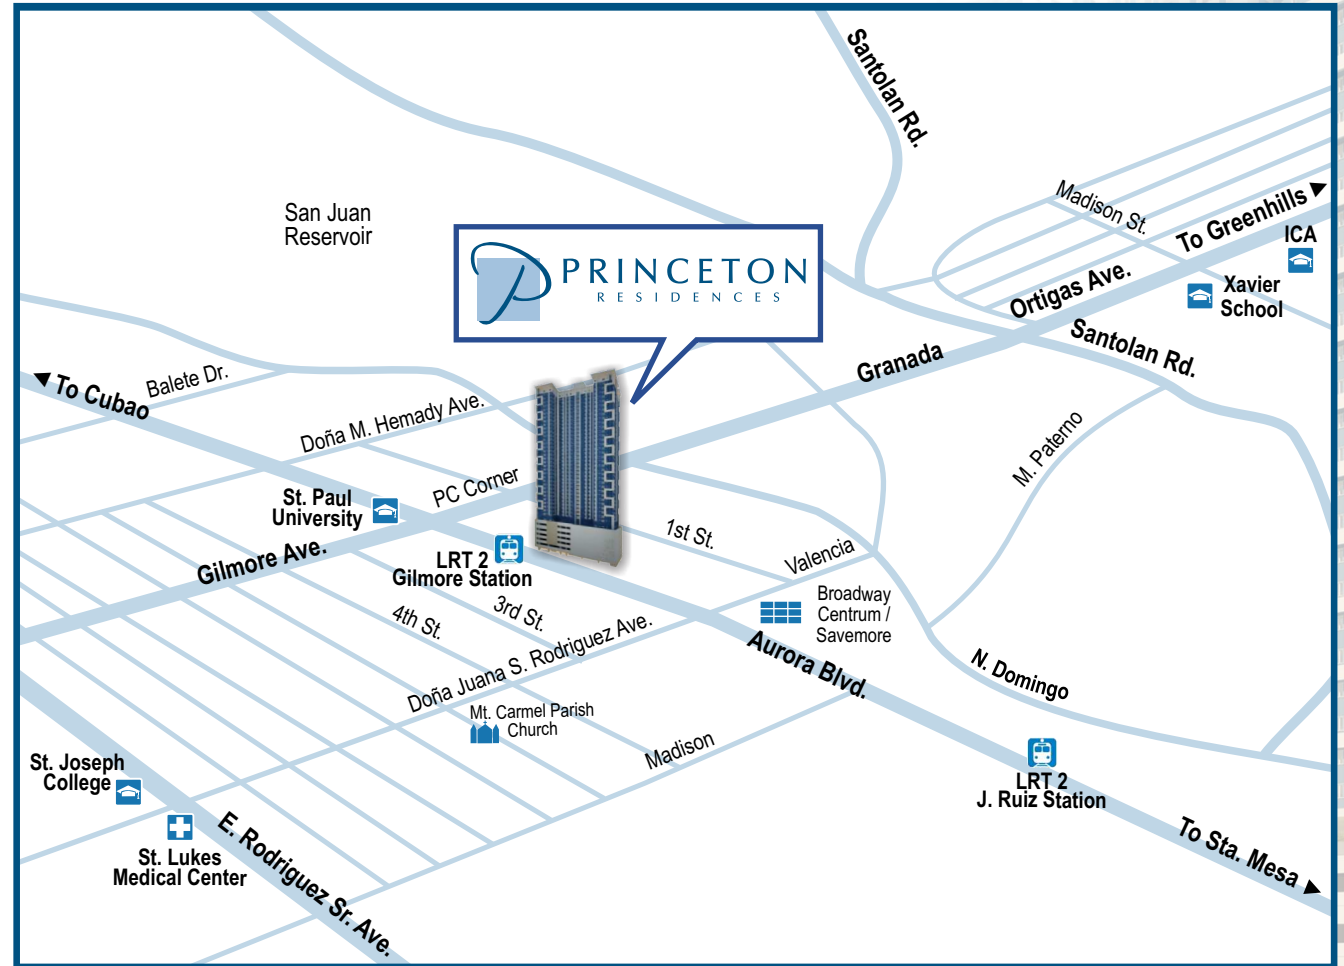 Santolan Rd.
San Juan
Reservoir
Madison St.
To Greenhills
ICA
PRINCETON
RESIDENCES
Ortigas Ave.
Xavier
School
Santolan Rd.
Granada
To Cubao
Balete Dr.
Doña M. Hemady Ave.
M. Paterno
PC Corner
St. Paul
University
1st St.
Valencia
Gilmore Ave.
LRT 2
Gilmore Station
Broadway
Centrum /
Savemore
3rd St.
4th St.
Doña Juana S. Rodriguez Ave.
Aurora Blvd.
N. Domingo
Mt. Carmel Parish
Church
Madison
St. Joseph
College
LRT 2
J. Ruiz Station
E. Rodriguez Sr. Ave.
To Sta. Mesa
St. Lukes
Medical Center